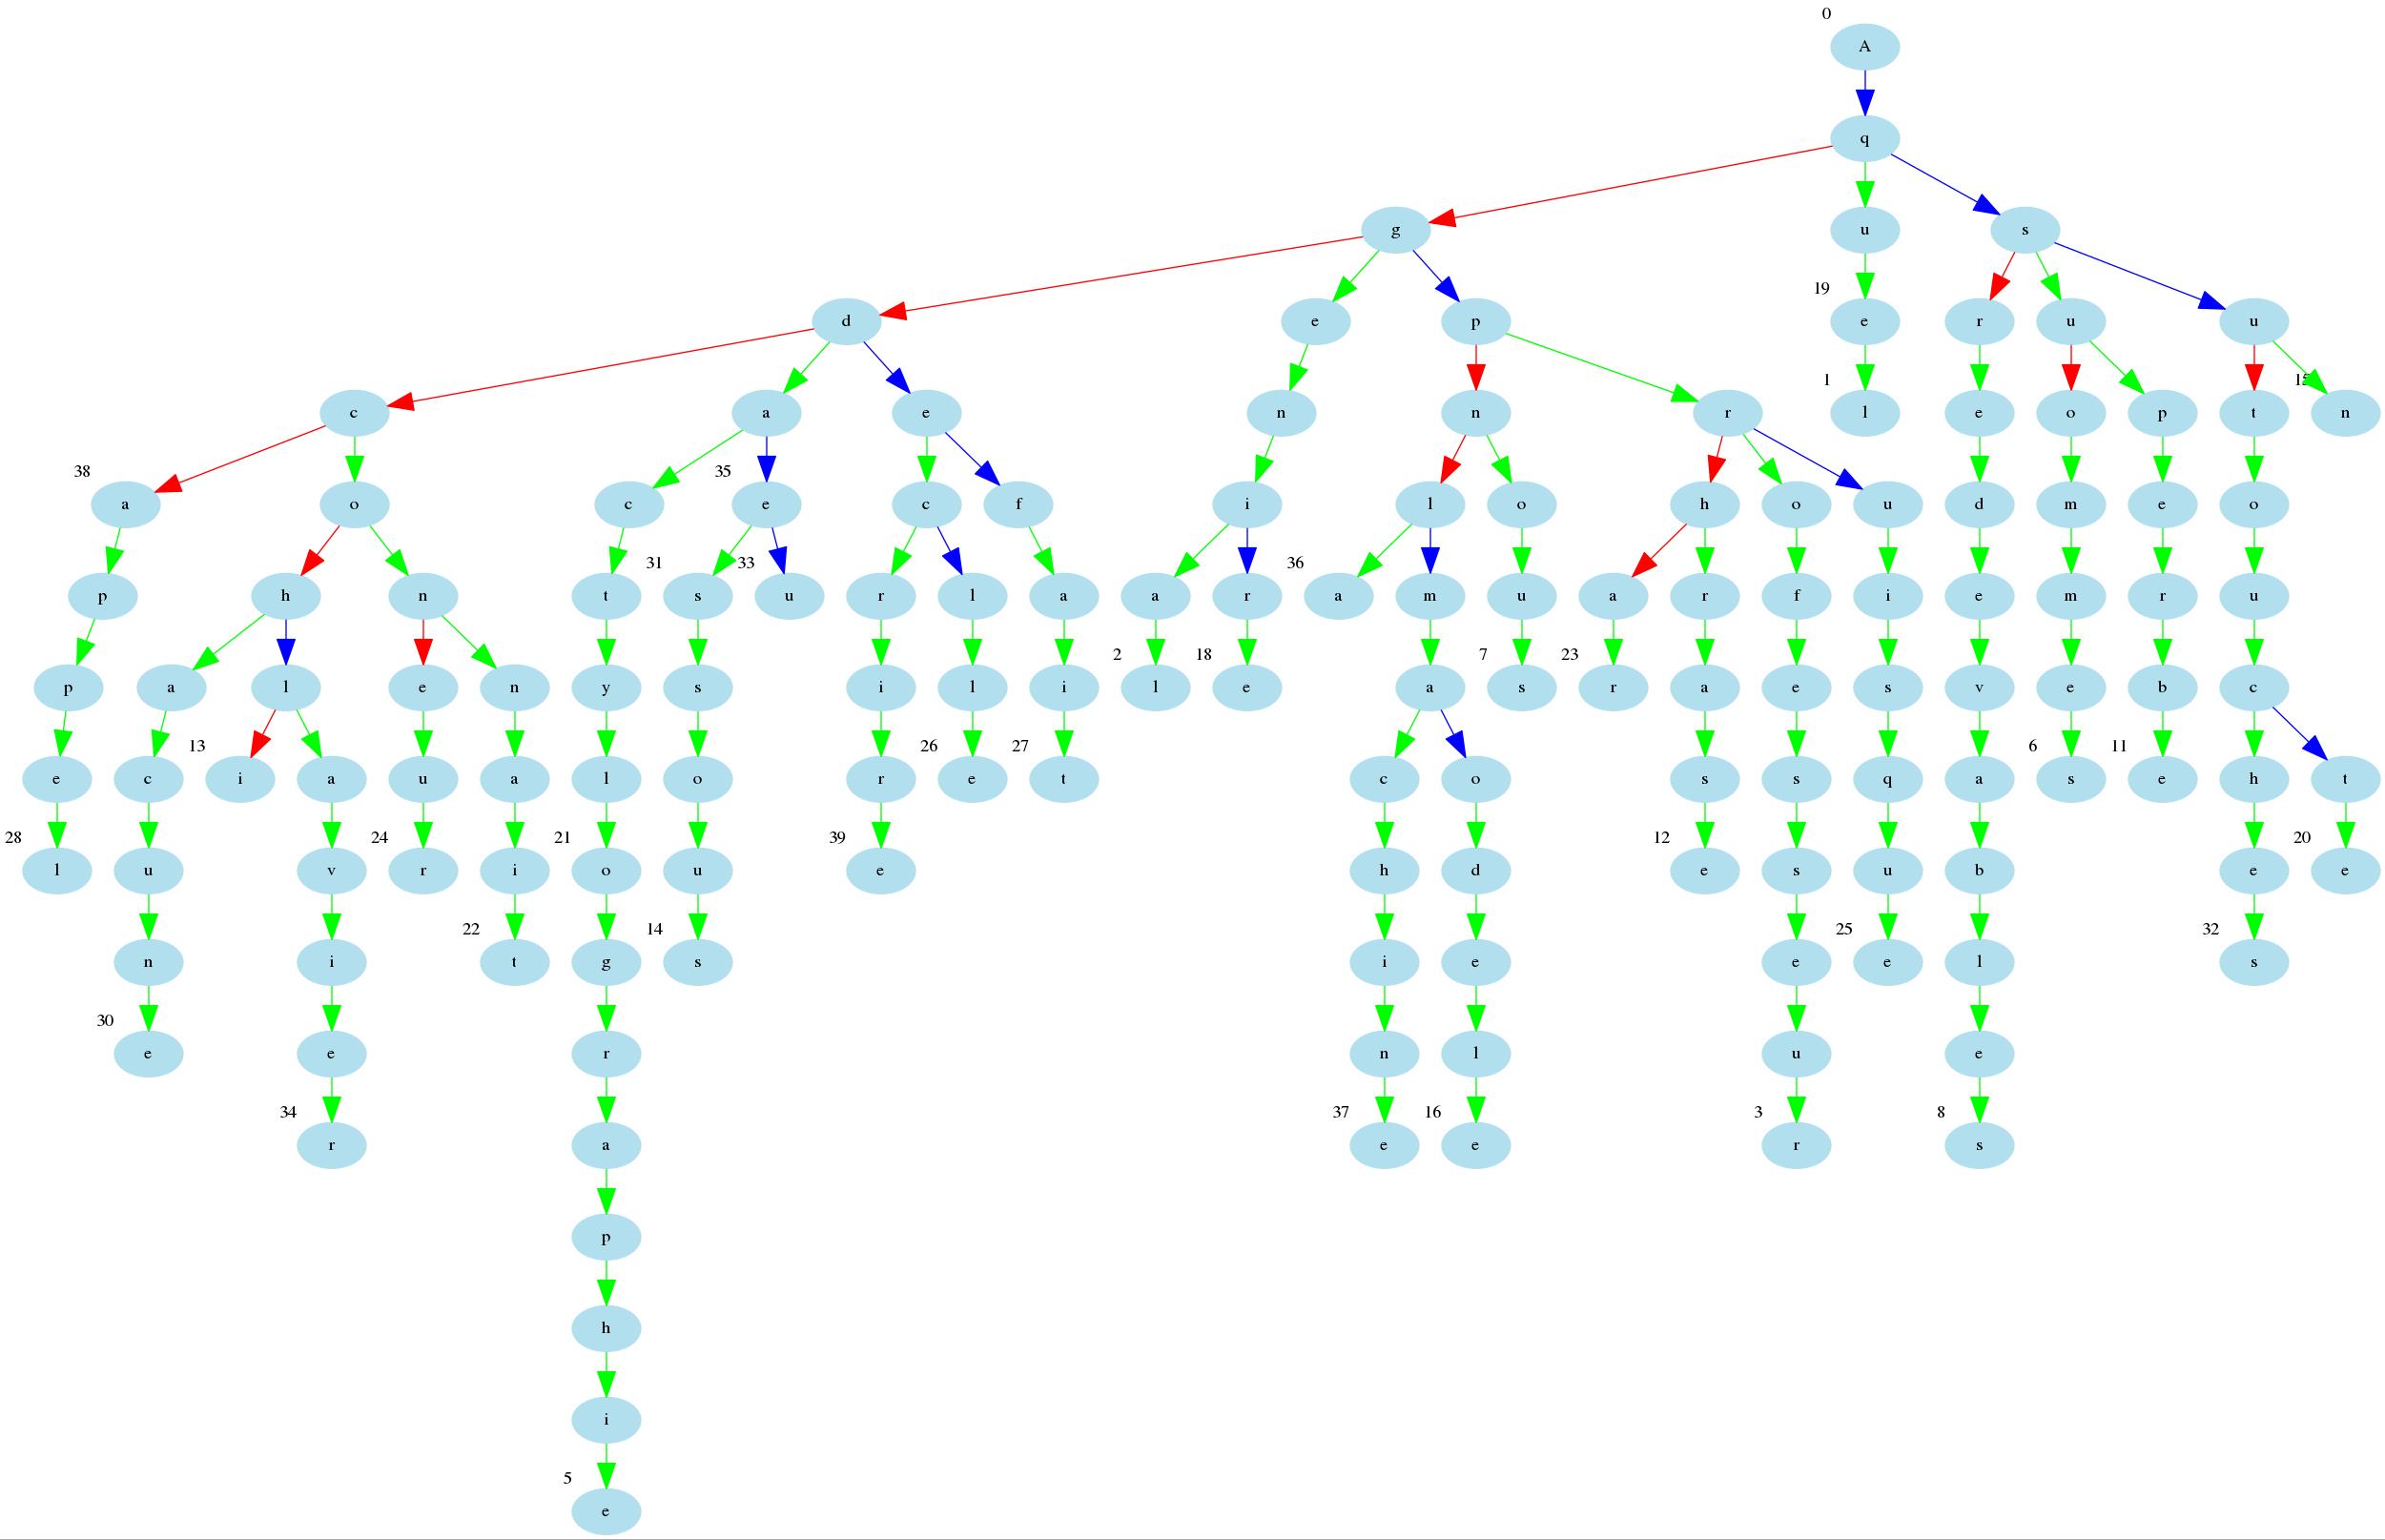 0
A
q
g u s
19
d e p e r u u
1 15
c a e n n r l e o p t n
38 35
a o c e c f i l o h o u d m e o
31 33 36
p h n t s u r l a a r m u a r f i e m r u
2 18 7 23
p a l e n y s i l i l e a s r a e s v e b c
13 26 27 6 11
e c i a u a l o r e t c o s s q a s e h t
28 24 21 39 12 20
l u v r i o u e h d e s u b e e
22 14 25 32
n i t g s i e e e l s
30
e e r n l u e
34 37 16 3 8
r a e e r s
p
h
i
5
e